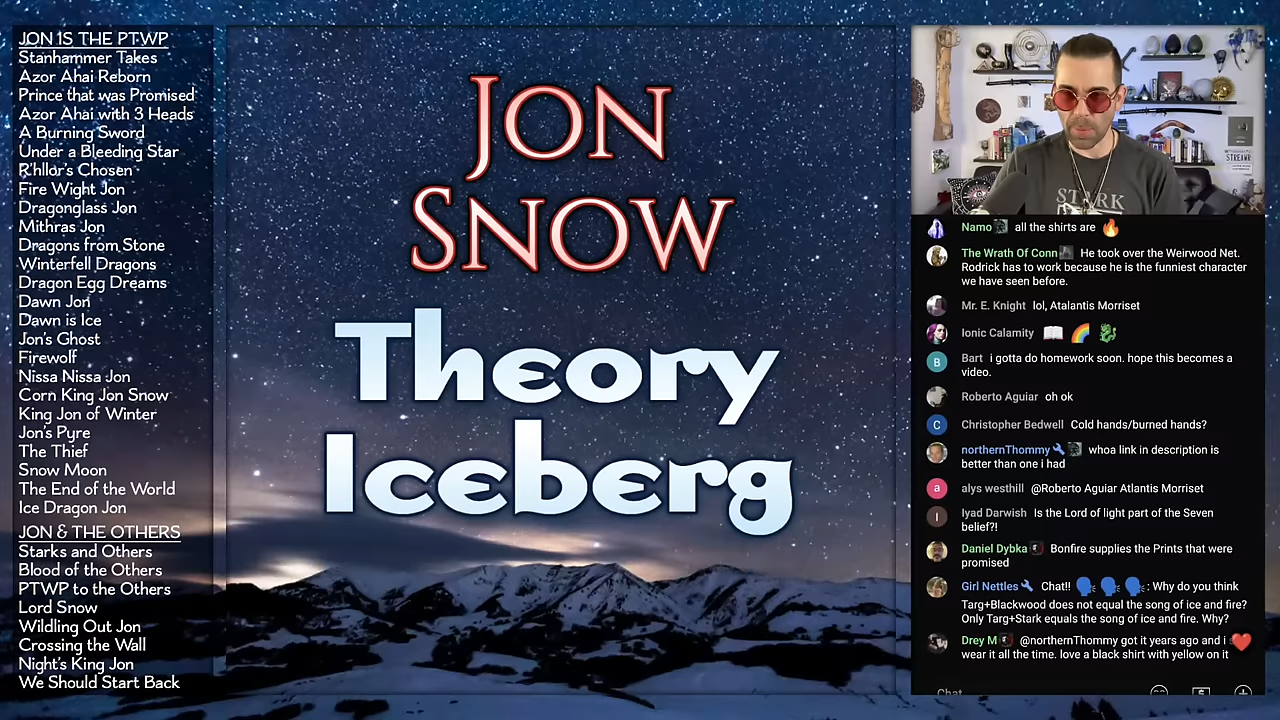 JON IS THE PTWP
Stanhammer Takes
Azor Ahai Reborn
Prince that was Promised
Azor Ahai with 3 Heads
A Burning Sword
Under a Bleeding Star
R'hllor's Chosen
Fire Wight Jon
Dragonglass Jon
Mithras Jon
Dragons from Stone
Winterfell Dragons
Dragon Egg Dreams
Dawn Jon
Dawn is Ice
Jon's Ghost
Firewolf
Nissa Nissa Jon
Corn King Jon Snow
King Jon of Winter
Jon's Pyre
The Thief
Snow Moon
The End of the World
Ice Dragon Jon
JON & THE OTHERS
Starks and Others
Blood of the Others
PTWP to the Others
Lord Snow
Wildling Out Jon
Crossing the Wall
Night's King Jon
We Should Start Back
JON
SNOW
Theory
Iceberg
STARK
Namo all the shirts are
The Wrath Of Conn He took over the Weirwood Net.
Rodrick has to work because he is the funniest character
we have seen before.
Mr. E. Knight lol, Atalantis Morriset
Ionic Calamity
B Bart i gotta do homework soon. hope this becomes a
video.
Roberto Aguiar oh ok
C Christopher Bedwell Cold hands/burned hands?
northernThommy whoa link in description is
better than one i had
a alys westhill @Roberto Aguiar Atlantis Morriset
I Iyad Darwish Is the Lord of light part of the Seven
belief?!
Daniel Dybka Bonfire supplies the Prints that were
promised
Girl Nettles Chat!! : Why do you think
Targ+Blackwood does not equal the song of ice and fire?
Only Targ+Stark equals the song of ice and fire. Why?
Drey M @northernThommy got it years ago and i
wear it all the time. love a black shirt with yellow on it
Chat